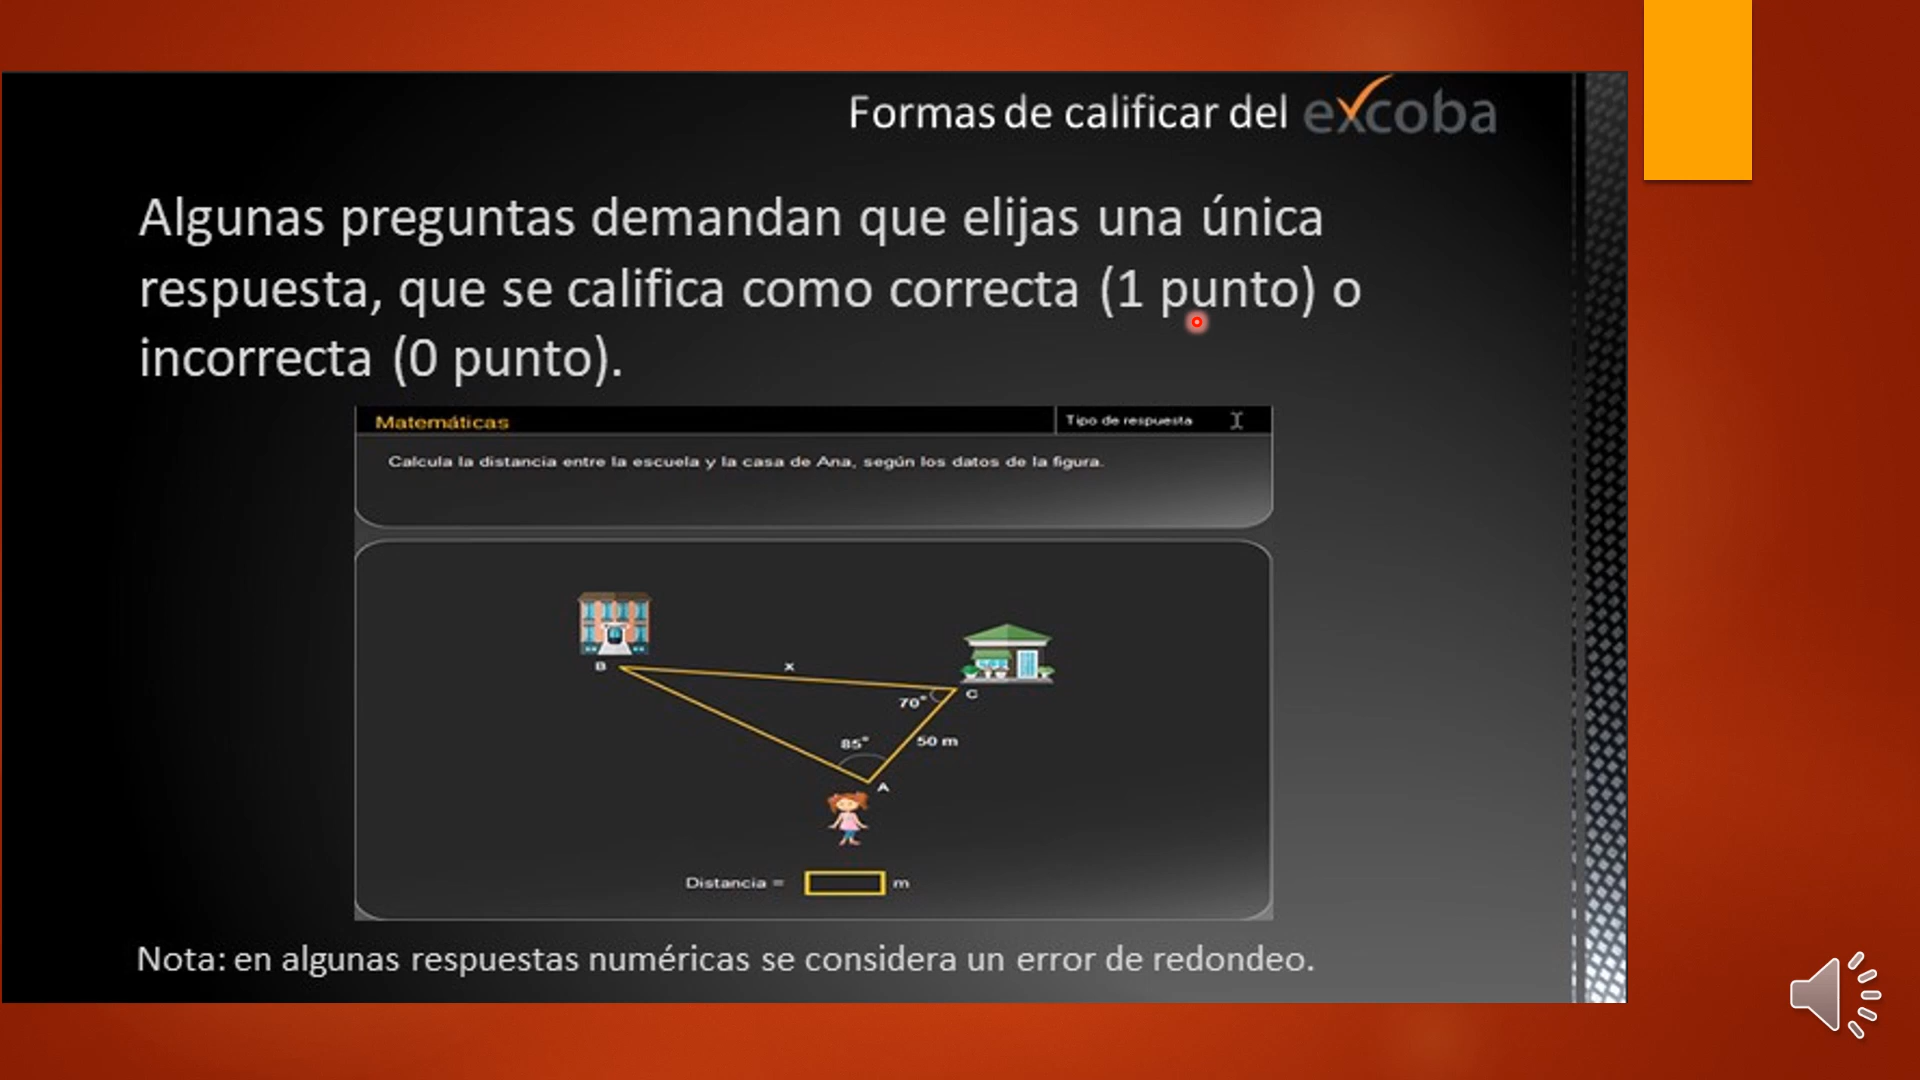 Formas de calificar del excoba
Algunas preguntas demandan que elijas una única
respuesta, que se califica como correcta (1 punto) o
incorrecta (0 punto).
Matemáticas
Tipo de respuesta
Calcula la distancia entre la escuela y la casa de Ana, según los datos de la figura.
B
x
70°
C
85°
50 m
A
Distancia = m
Nota: en algunas respuestas numéricas se considera un error de redondeo.